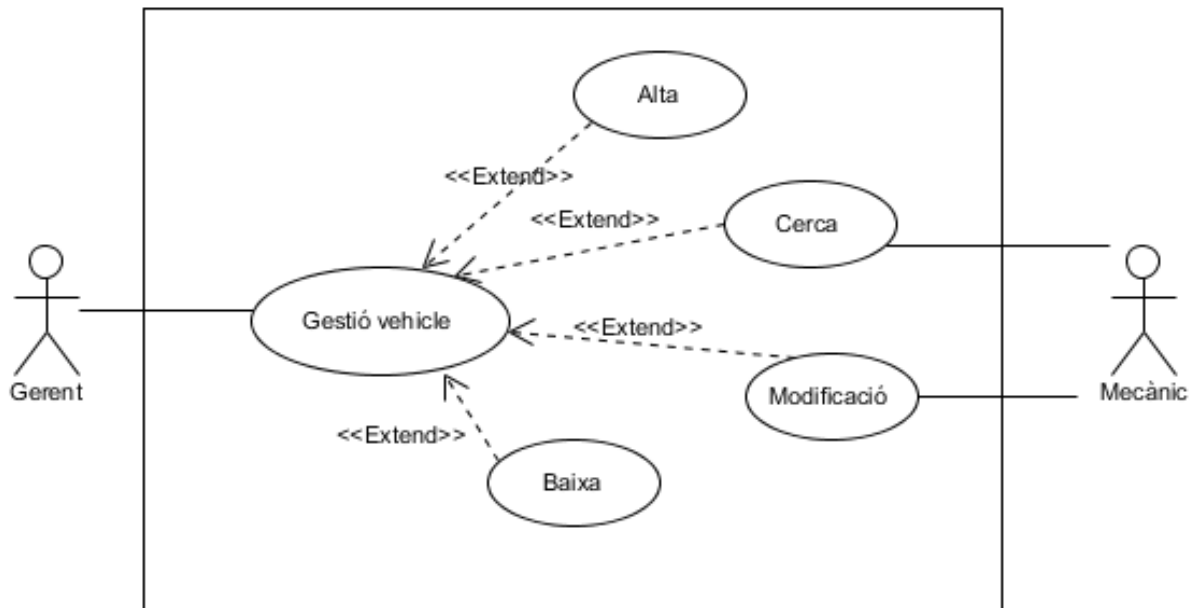 Alta
<<Extend>>
<<Extend>>
Cerca
Gestió vehicle
<<Extend>>
Gerent
Modificació
Mecànic
<<Extend>>
Baixa